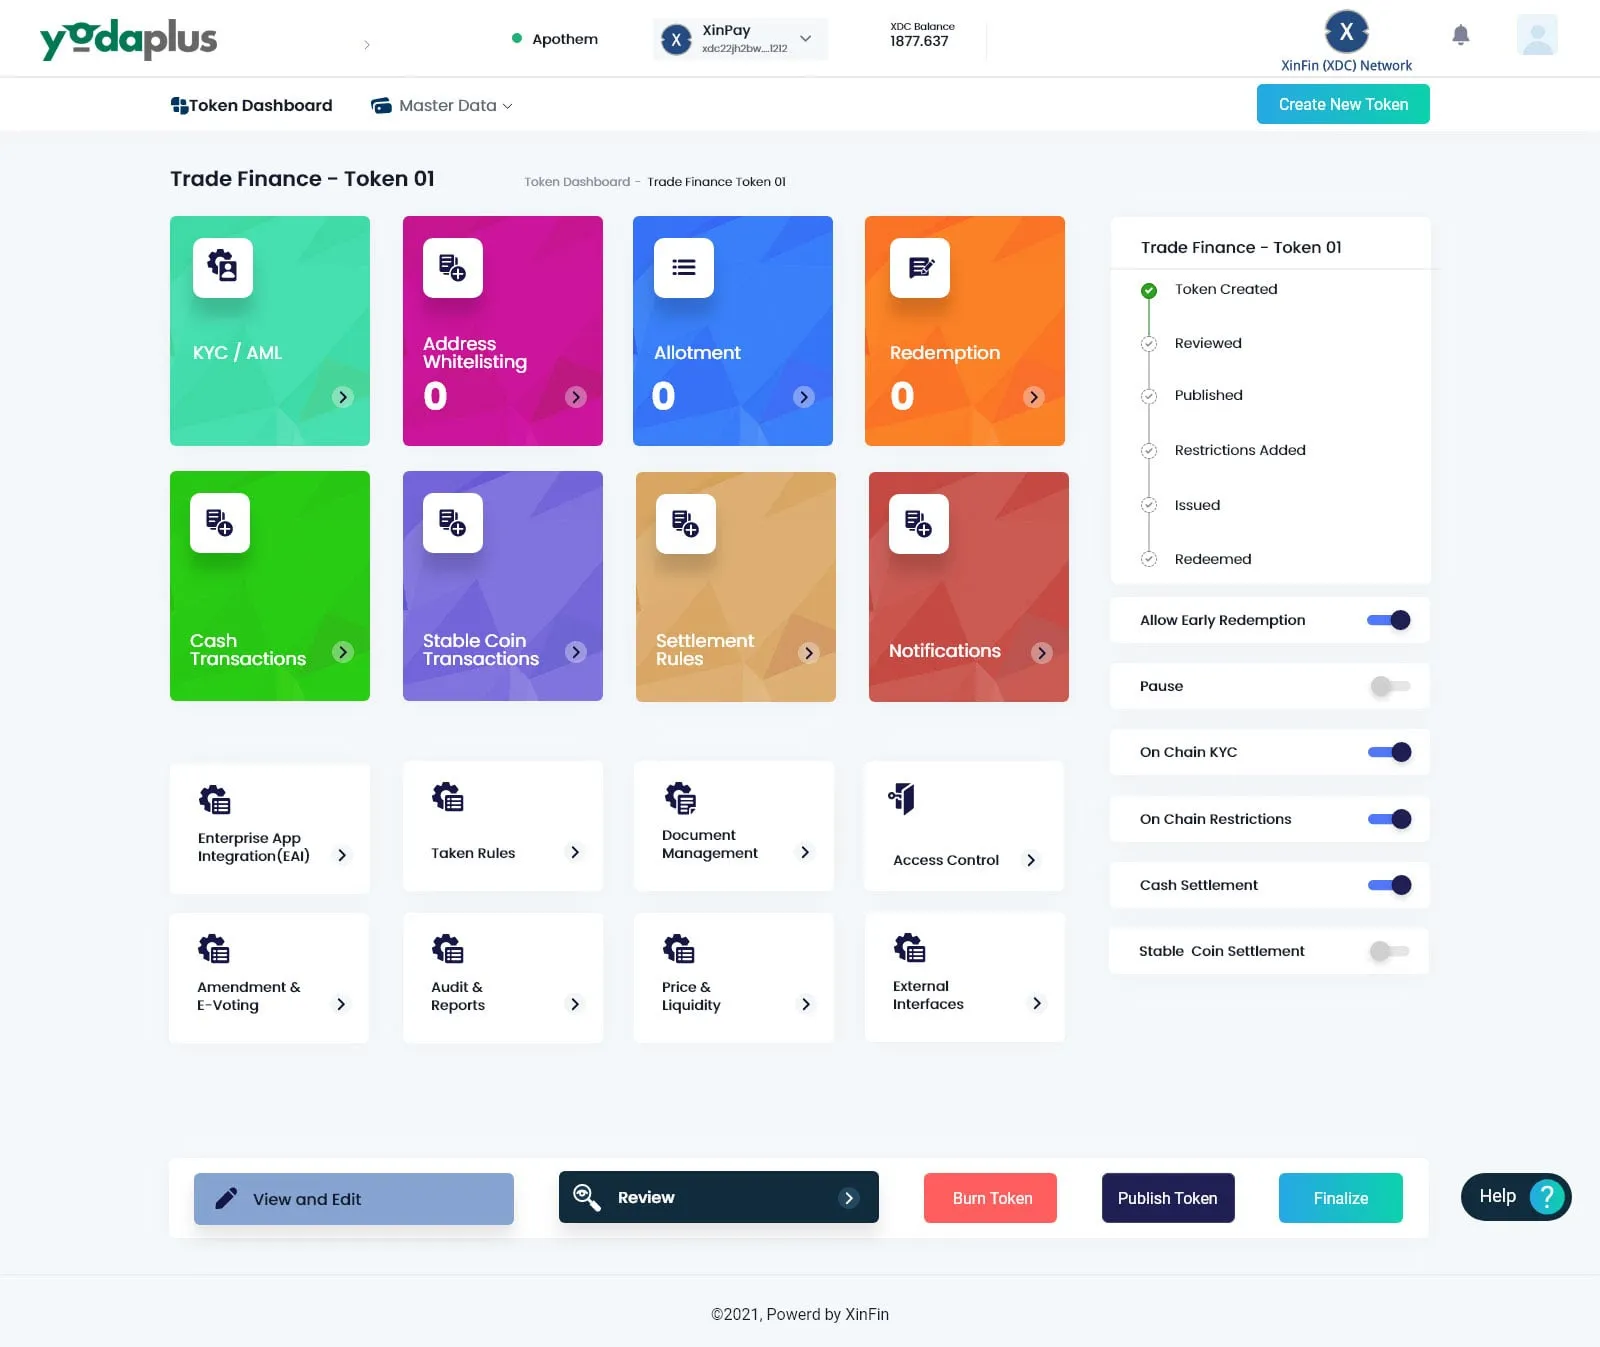 yodaplus
Apothem
X
XinPay
xdc22jh2bw....1212
XDC Balance
1877.637
X
XinFin (XDC) Network
Token Dashboard
Master Data
Create New Token
Trade Finance - Token 01
Token Dashboard - Trade Finance Token 01
KYC / AML
Address
Whitelisting
0
Allotment
0
Redemption
0
Cash
Transactions
Stable Coin
Transactions
Settlement
Rules
Notifications
Trade Finance - Token 01
Token Created
Reviewed
Published
Restrictions Added
Issued
Redeemed
Allow Early Redemption
Pause
On Chain KYC
On Chain Restrictions
Cash Settlement
Stable  Coin Settlement
Enterprise App
Integration(EAI)
Taken Rules
Document
Management
Access Control
Amendment &
E-Voting
Audit &
Reports
Price &
Liquidity
External
Interfaces
View and Edit
Review
Burn Token
Publish Token
Finalize
Help ?
©2021, Powerd by XinFin